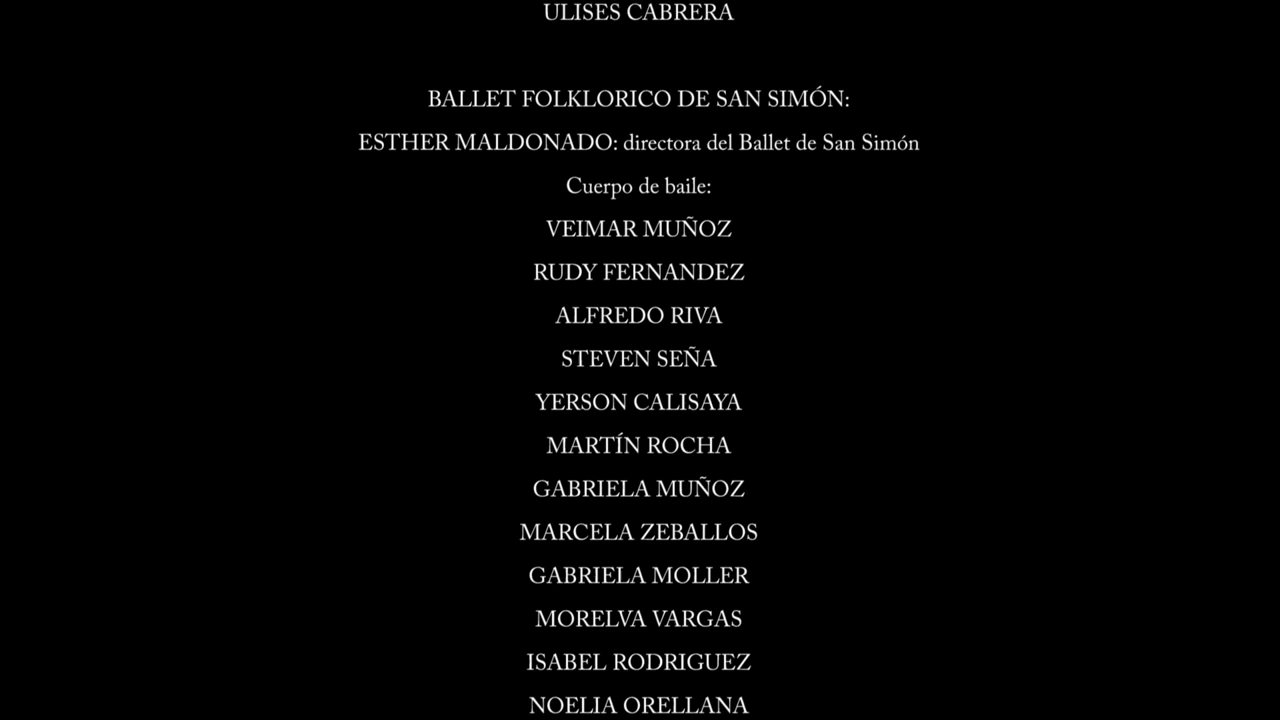 ULISES CABRERA
BALLET FOLKLORICO DE SAN SIMÓN:
ESTHER MALDONADO: directora del Ballet de San Simón
Cuerpo de baile:
VEIMAR MUÑOZ
RUDY FERNANDEZ
ALFREDO RIVA
STEVEN SEÑA
YERSON CALISAYA
MARTÍN ROCHA
GABRIELA MUÑOZ
MARCELA ZEBALLOS
GABRIELA MOLLER
MORELVA VARGAS
ISABEL RODRIGUEZ
NOELIA ORELLANA